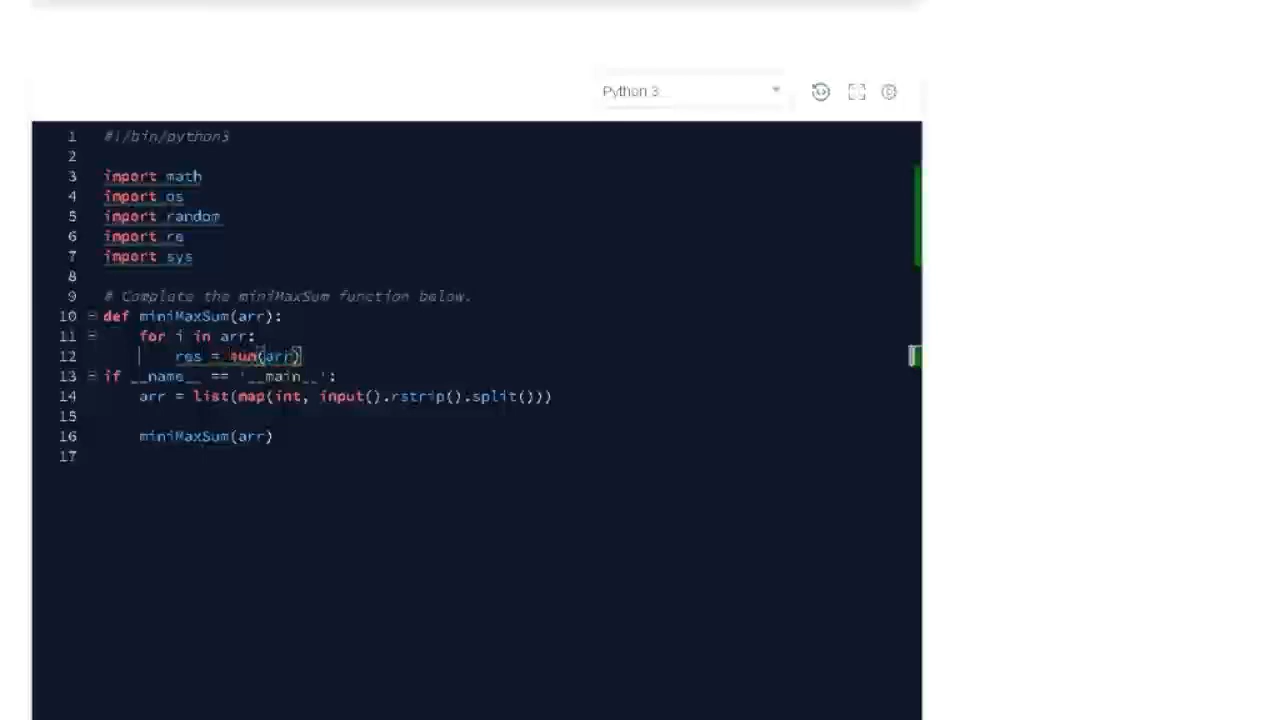 Python 3
1 #!/bin/python3
2
3 import math
4 import os
5 import random
6 import re
7 import sys
8
9 # Complete the miniMaxSum function below.
10 def miniMaxSum(arr):
11 for i in arr:
12 res = sum(arr)
13 if __name__ == '__main__':
14 arr = list(map(int, input().rstrip().split()))
15
16 miniMaxSum(arr)
17